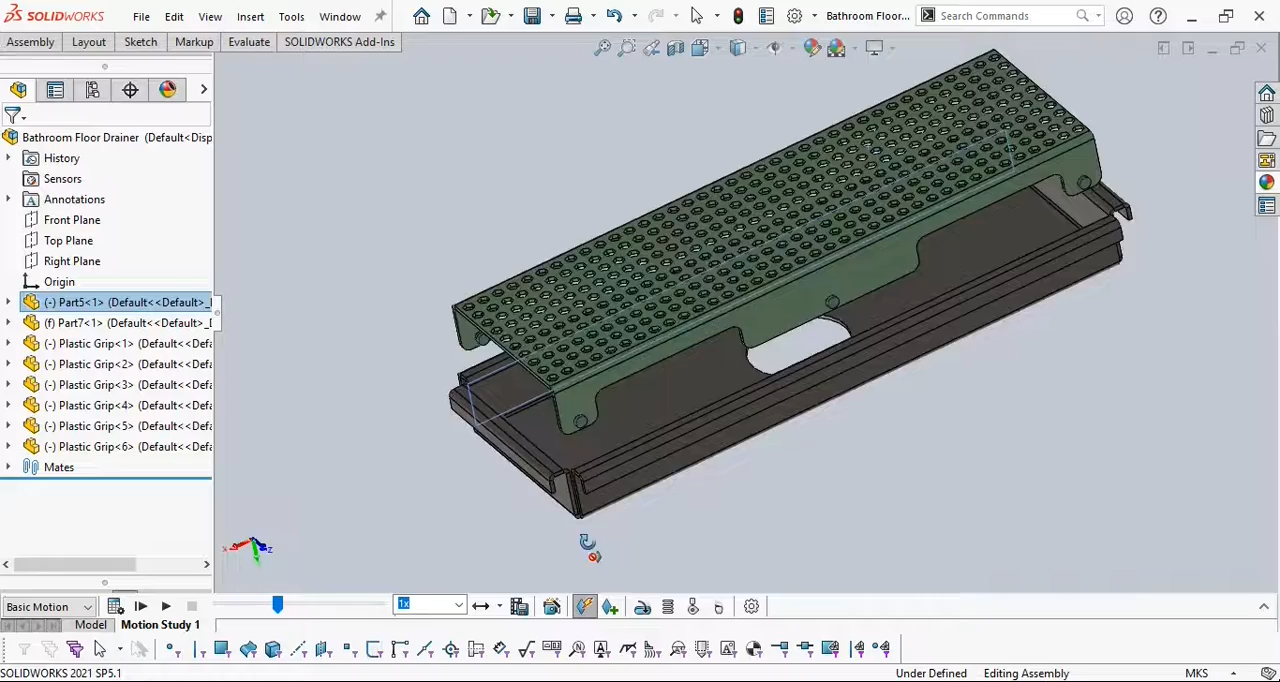 SOLIDWORKS File Edit View Insert Tools Window Bathroom Floor... Search Commands
Assembly Layout Sketch Markup Evaluate SOLIDWORKS Add-Ins
Bathroom Floor Drainer (Default<Disp
History
Sensors
Annotations
Front Plane
Top Plane
Right Plane
Origin
(-) Part5<1> (Default<<Default>_
(f) Part7<1> (Default<<Default>_D
(-) Plastic Grip<1> (Default<<Defa
(-) Plastic Grip<2> (Default<<Defa
(-) Plastic Grip<3> (Default<<Defa
(-) Plastic Grip<4> (Default<<Defa
(-) Plastic Grip<5> (Default<<Defa
(-) Plastic Grip<6> (Default<<Defa
Mates
x z
Basic Motion 1x
Model Motion Study 1
SOLIDWORKS 2021 SP5.1 Under Defined Editing Assembly MKS